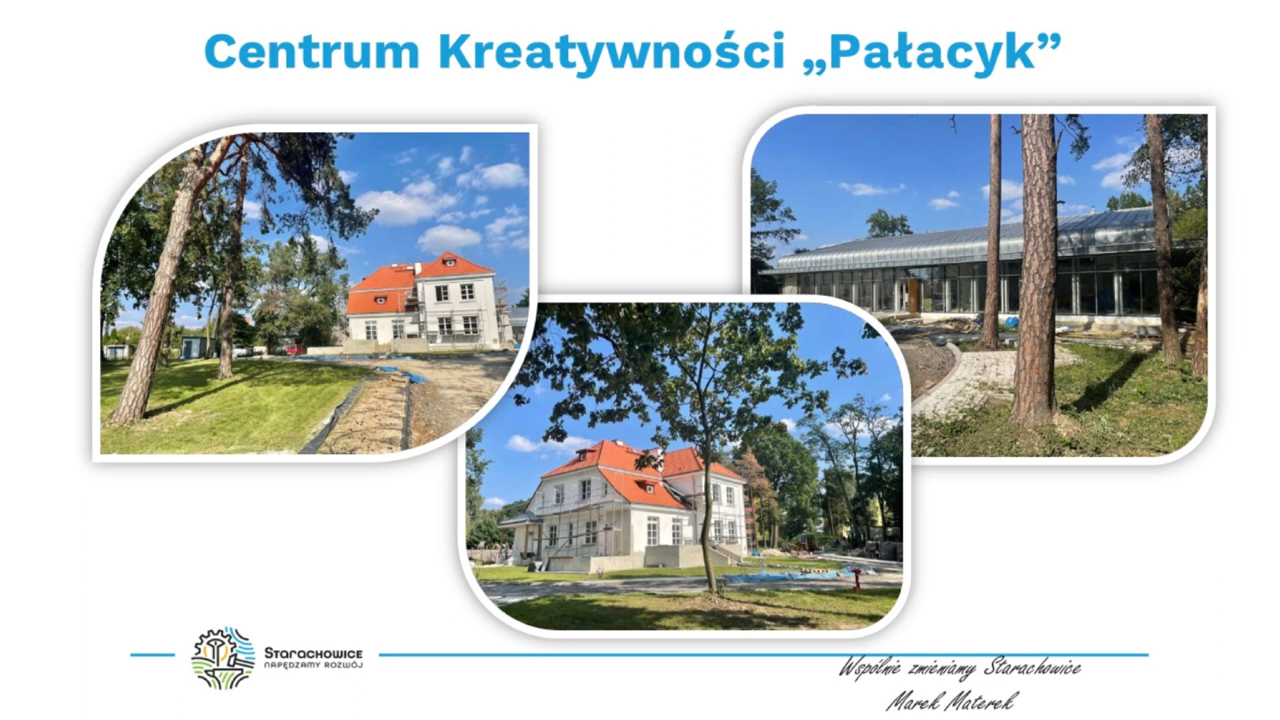 Centrum Kreatywności „Pałacyk”
Starachowice
NAPĘDZAMY ROZWÓJ
Wspólnie zmieniamy Starachowice
Marek Materek